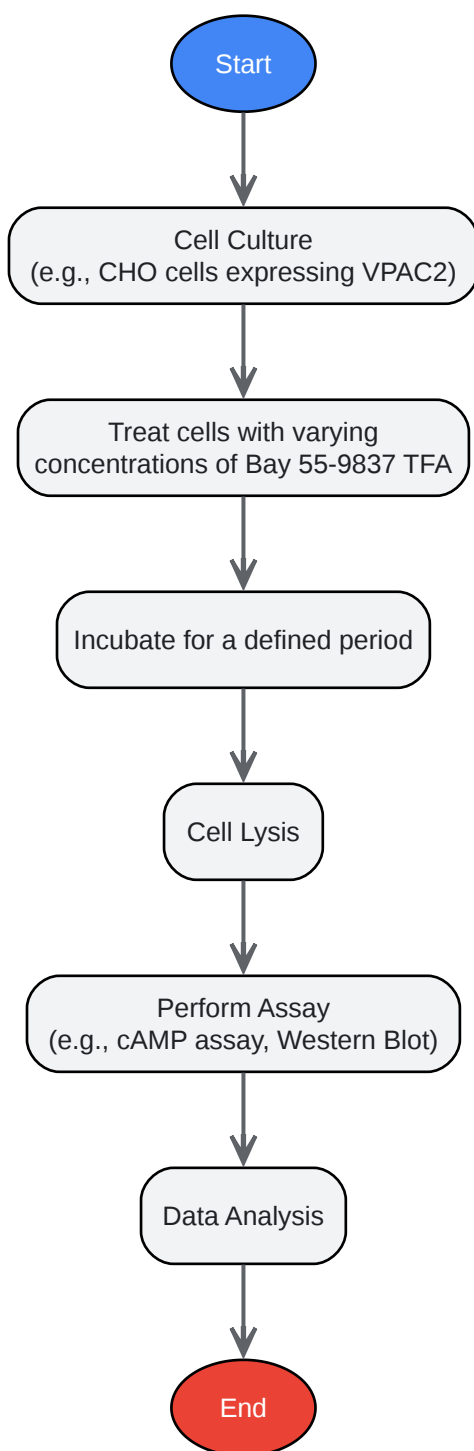 Start
Cell Culture
(e.g., CHO cells expressing VPAC2)
Treat cells with varying
concentrations of Bay 55-9837 TFA
Incubate for a defined period
Cell Lysis
Perform Assay
(e.g., cAMP assay, Western Blot)
Data Analysis
End